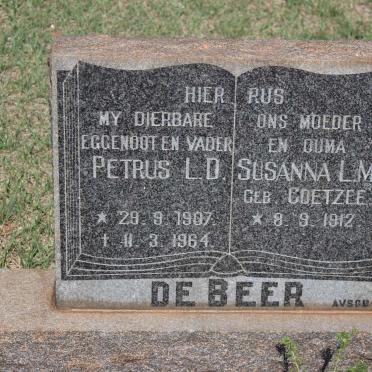 HIER RUS
MY DIERBARE
EGGENOOT EN VADER
PETRUS L.D.
* 29.9.1907.
† 11.3.1964.
ONS MOEDER
EN OUMA
SUSANNA L.M
GEB. COETZEE
* 8.9.1912
DE BEER